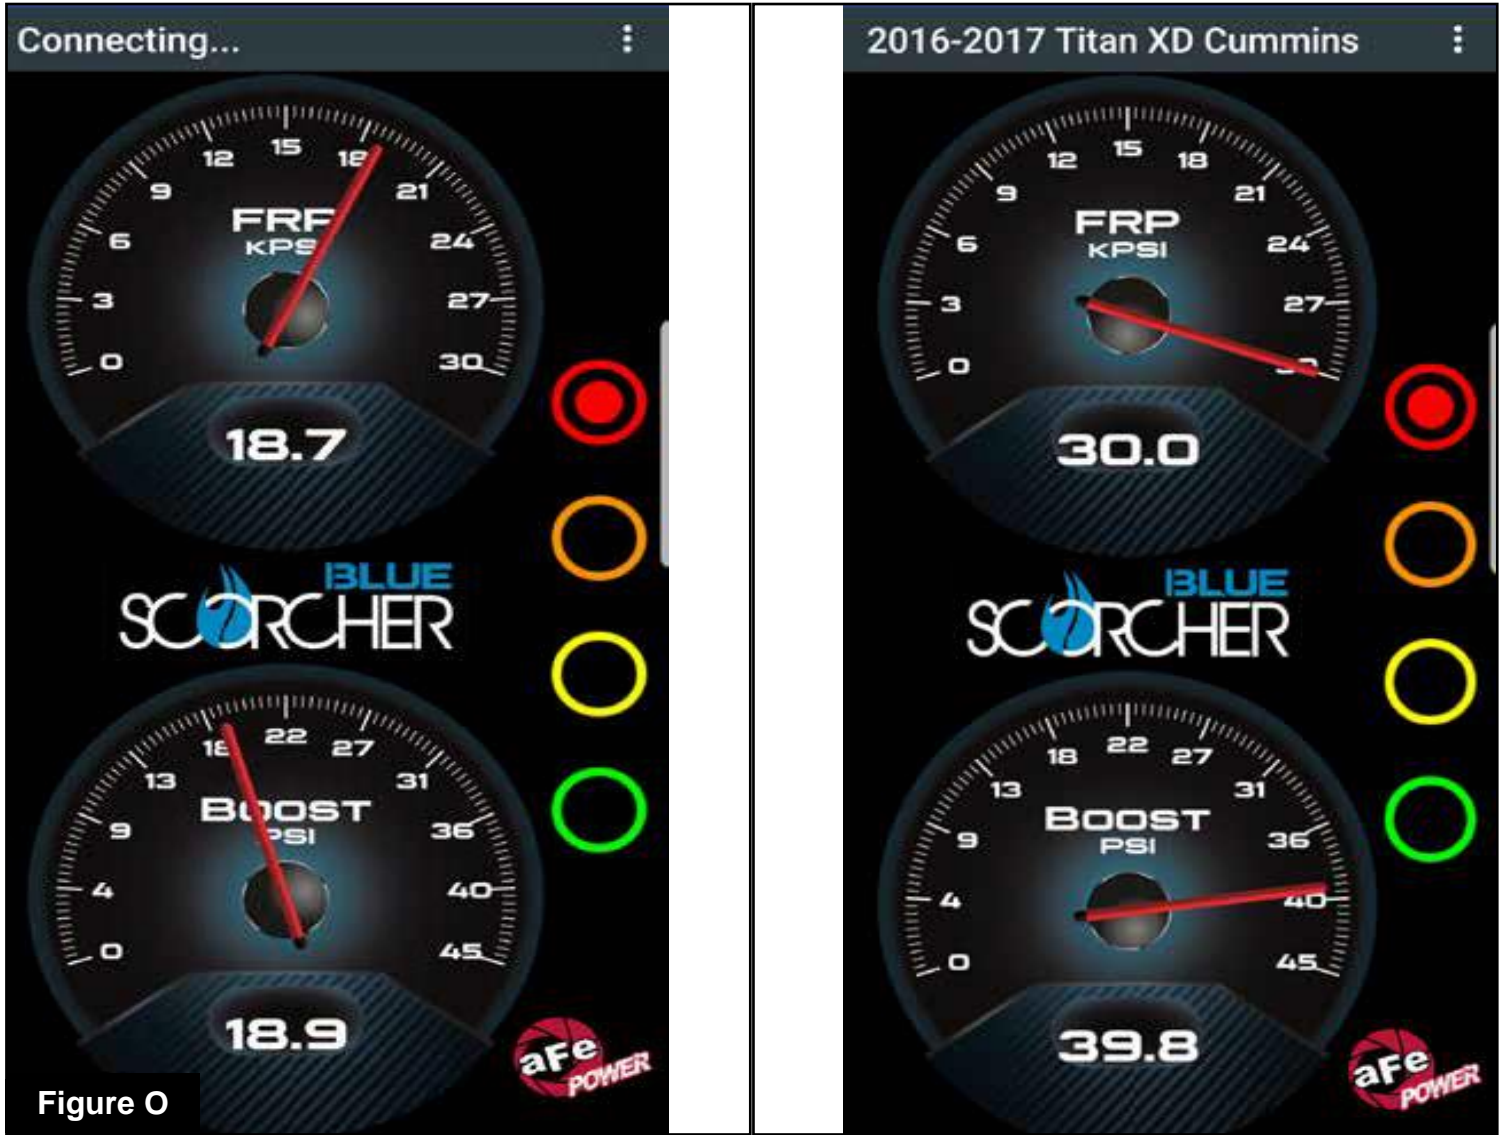 Connecting...
15
12
18
9
21
FRP
KPSI
6
24
3
27
0
30
18.7
BLUE
SCORCHER
22
18
27
13
31
BOOST
PSI
9
36
4
40
0
45
18.9
aFe
POWER
Figure O
2016-2017 Titan XD Cummins
15
12
18
9
21
FRP
KPSI
6
24
3
27
0
30
30.0
BLUE
SCORCHER
22
18
27
13
31
BOOST
PSI
9
36
4
40
0
45
39.8
aFe
POWER